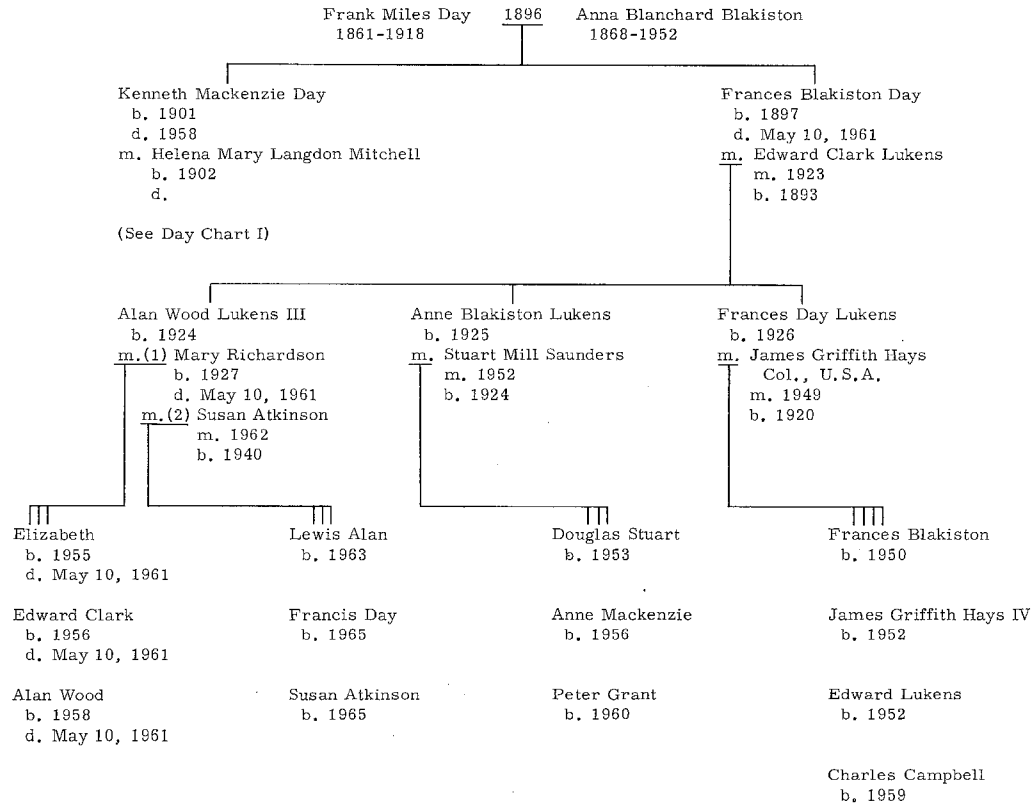 Frank Miles Day 1896 Anna Blanchard Blakiston
1861-1918 1868-1952
Kenneth Mackenzie Day
b. 1901
d. 1958
m. Helena Mary Langdon Mitchell
b. 1902
d.
(See Day Chart I)
Frances Blakiston Day
b. 1897
d. May 10, 1961
m. Edward Clark Lukens
m. 1923
b. 1893
Alan Wood Lukens III
b. 1924
m.(1) Mary Richardson
b. 1927
d. May 10, 1961
m.(2) Susan Atkinson
m. 1962
b. 1940
Anne Blakiston Lukens
b. 1925
m. Stuart Mill Saunders
m. 1952
b. 1924
Frances Day Lukens
b. 1926
m. James Griffith Hays
Col., U.S.A.
m. 1949
b. 1920
Elizabeth
b. 1955
d. May 10, 1961
Edward Clark
b. 1956
d. May 10, 1961
Alan Wood
b. 1958
d. May 10, 1961
Lewis Alan
b. 1963
Francis Day
b. 1965
Susan Atkinson
b. 1965
Douglas Stuart
b. 1953
Anne Mackenzie
b. 1956
Peter Grant
b. 1960
Frances Blakiston
b. 1950
James Griffith Hays IV
b. 1952
Edward Lukens
b. 1952
Charles Campbell
b. 1959